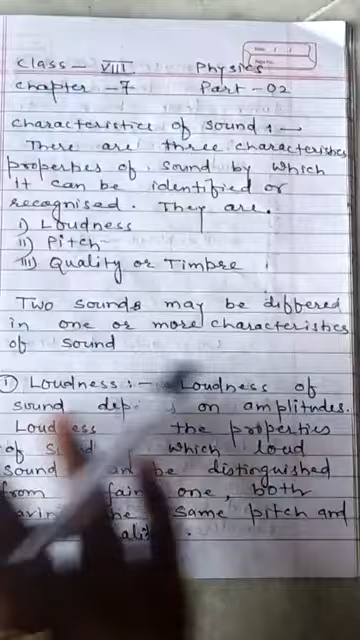 Class - VIII Physics
Chapter - 7 Part - 02
Characteristics of sound : →
There are three characteristics
properties of sound by which
it can be identified or
recognised. They are.
i) Loudness
ii) Pitch
iii) Quality or Timbre
Two sounds may be differed
in one or more characteristics
of sound
① Loudness : - Loudness of
sound on amplitudes.
the properties
of which loud
sound be distinguished
from one, both
same pitch and